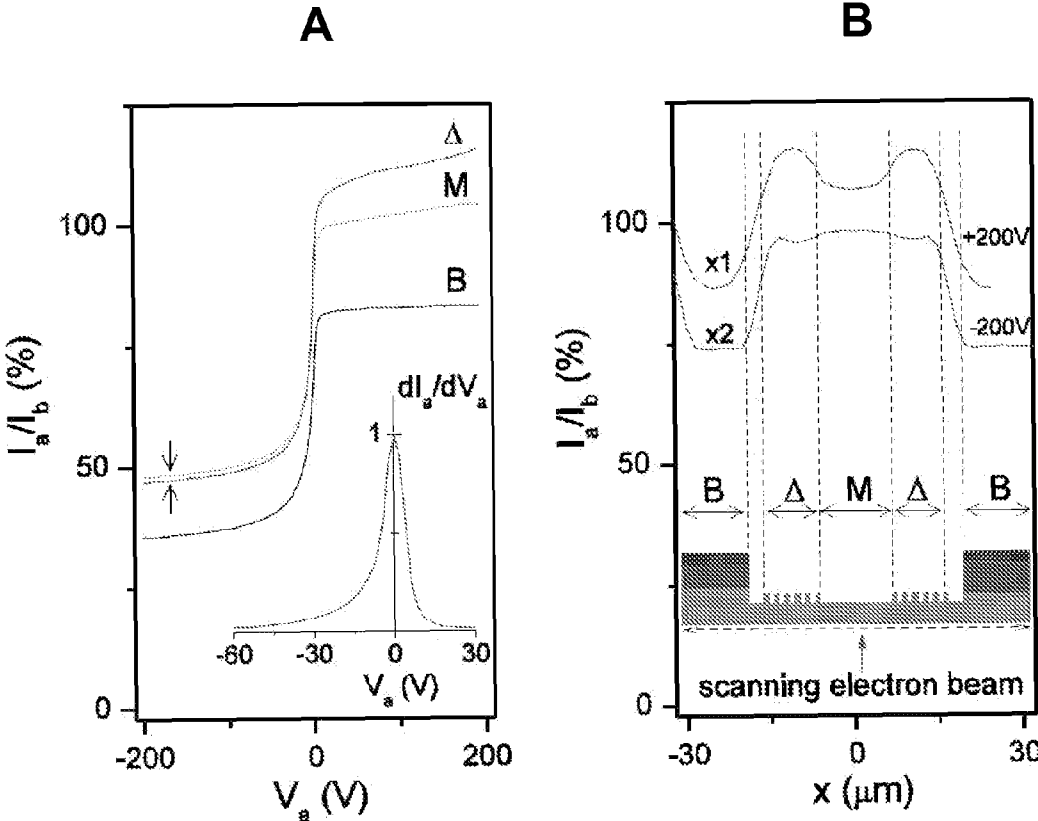 A
B
Δ
M
B
100
50
0
I_a/I_b (%)
dI_a/dV_a
1
-60
-30
0
30
V_a (V)
-200
0
200
V_a (V)
100
50
0
I_a/I_b (%)
x1
+200V
x2
-200V
B
Δ
M
Δ
B
scanning electron beam
-30
0
30
x (μm)